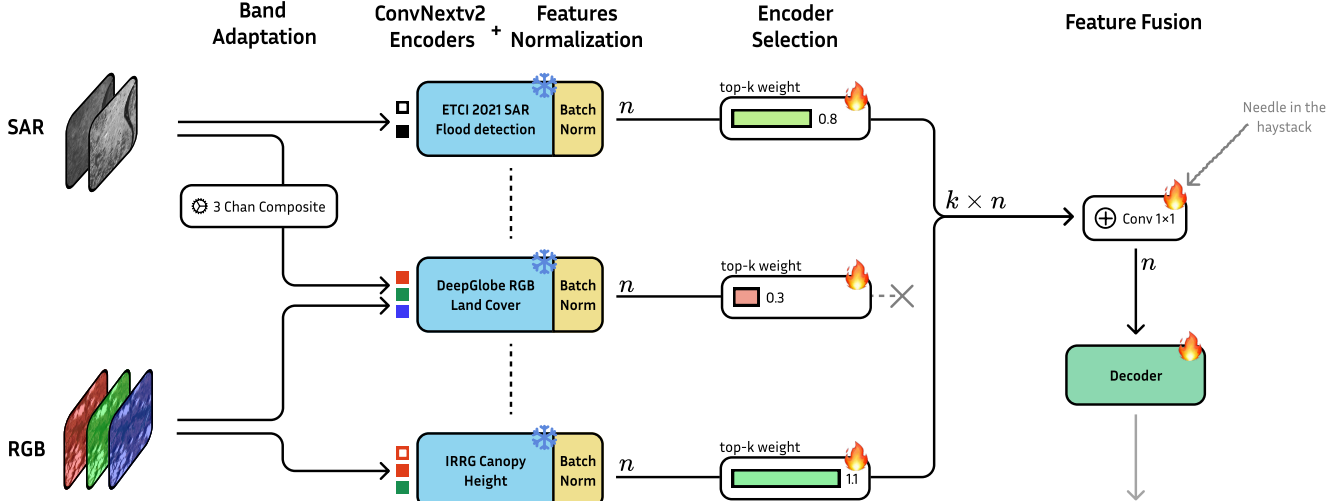 Band
Adaptation
ConvNextv2
Encoders
+
Features
Normalization
Encoder
Selection
Feature Fusion
SAR
ETCI 2021 SAR
Flood detection
Batch
Norm
n
top-k weight
0.8
Needle in the
haystack
3 Chan Composite
k × n
Conv 1×1
n
DeepGlobe RGB
Land Cover
Batch
Norm
n
top-k weight
0.3
Decoder
RGB
IRRG Canopy
Height
Batch
Norm
n
top-k weight
1.1